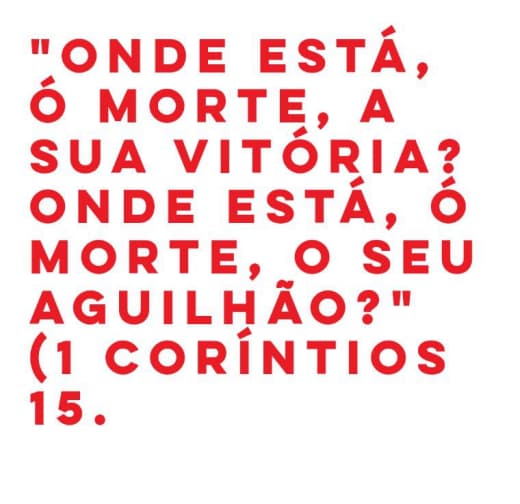 "ONDE ESTÁ,
Ó MORTE, A
SUA VITÓRIA?
ONDE ESTÁ, Ó
MORTE, O SEU
AGUILHÃO?"
(1 CORÍNTIOS
15.